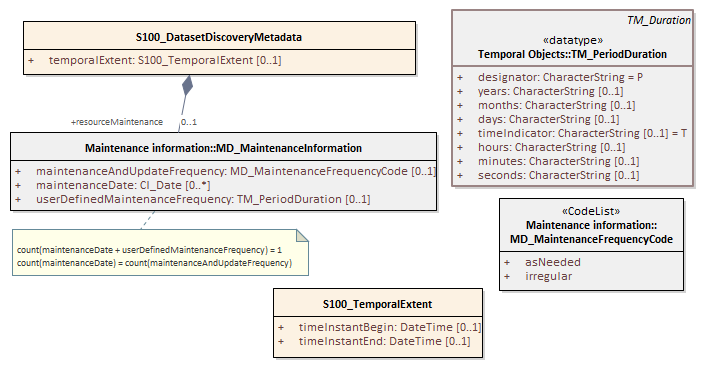 S100_DatasetDiscoveryMetadata
+ temporalExtent: S100_TemporalExtent [0..1]
+resourceMaintenance 0..1
Maintenance information::MD_MaintenanceInformation
+ maintenanceAndUpdateFrequency: MD_MaintenanceFrequencyCode [0..1]
+ maintenanceDate: CI_Date [0..*]
+ userDefinedMaintenanceFrequency: TM_PeriodDuration [0..1]
count(maintenanceDate + userDefinedMaintenanceFrequency) = 1
count(maintenanceDate) = count(maintenanceAndUpdateFrequency)
TM_Duration
«datatype»
Temporal Objects::TM_PeriodDuration
+ designator: CharacterString = P
+ years: CharacterString [0..1]
+ months: CharacterString [0..1]
+ days: CharacterString [0..1]
+ timeIndicator: CharacterString [0..1] = T
+ hours: CharacterString [0..1]
+ minutes: CharacterString [0..1]
+ seconds: CharacterString [0..1]
«CodeList»
Maintenance information::
MD_MaintenanceFrequencyCode
+ asNeeded
+ irregular
S100_TemporalExtent
+ timeInstantBegin: DateTime [0..1]
+ timeInstantEnd: DateTime [0..1]